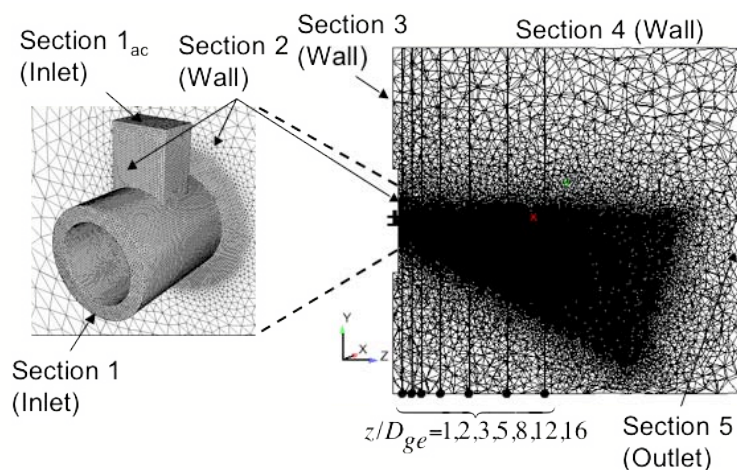 Section 1ac
(Inlet)
Section 2
(Wall)
Section 3
(Wall)
Section 4 (Wall)
X
X
Y
X
Z
Section 1
(Inlet)
z/Dge=1,2,3,5,8,12,16
Section 5
(Outlet)